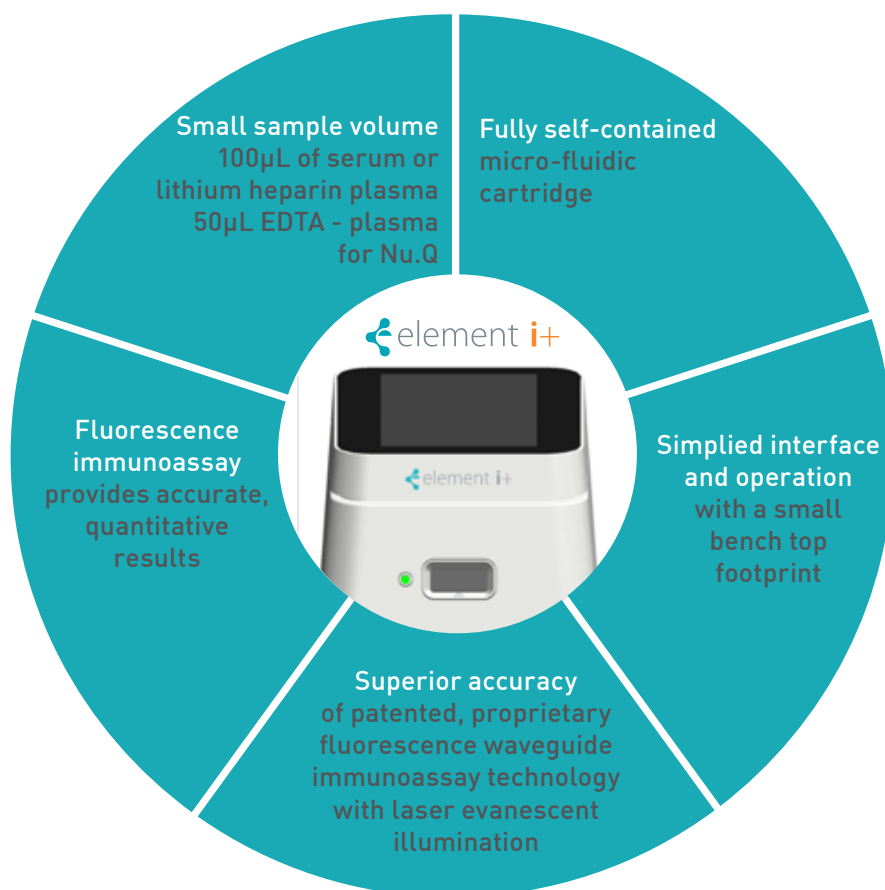 Small sample volume
100µL of serum or
lithium heparin plasma
50µL EDTA - plasma
for Nu.Q
Fully self-contained
micro-fluidic
cartridge
element i+
element i+
Fluorescence
immunoassay
provides accurate,
quantitative
results
Simplied interface
and operation
with a small
bench top
footprint
Superior accuracy
of patented, proprietary
fluorescence waveguide
immunoassay technology
with laser evanescent
illumination